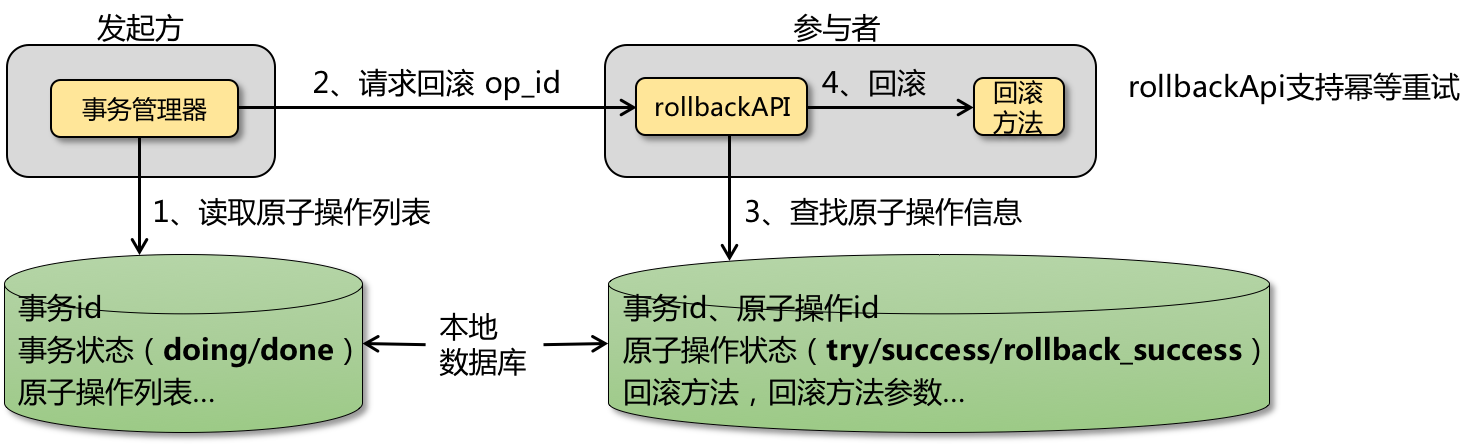 发起方
参与者
事务管理器
2、请求回滚 op_id
rollbackAPI
4、回滚
回滚
方法
rollbackApi支持幂等重试
1、读取原子操作列表
3、查找原子操作信息
事务id
事务状态（doing/done）
原子操作列表...
本地
数据库
事务id、原子操作id
原子操作状态（try/success/rollback_success）
回滚方法，回滚方法参数...